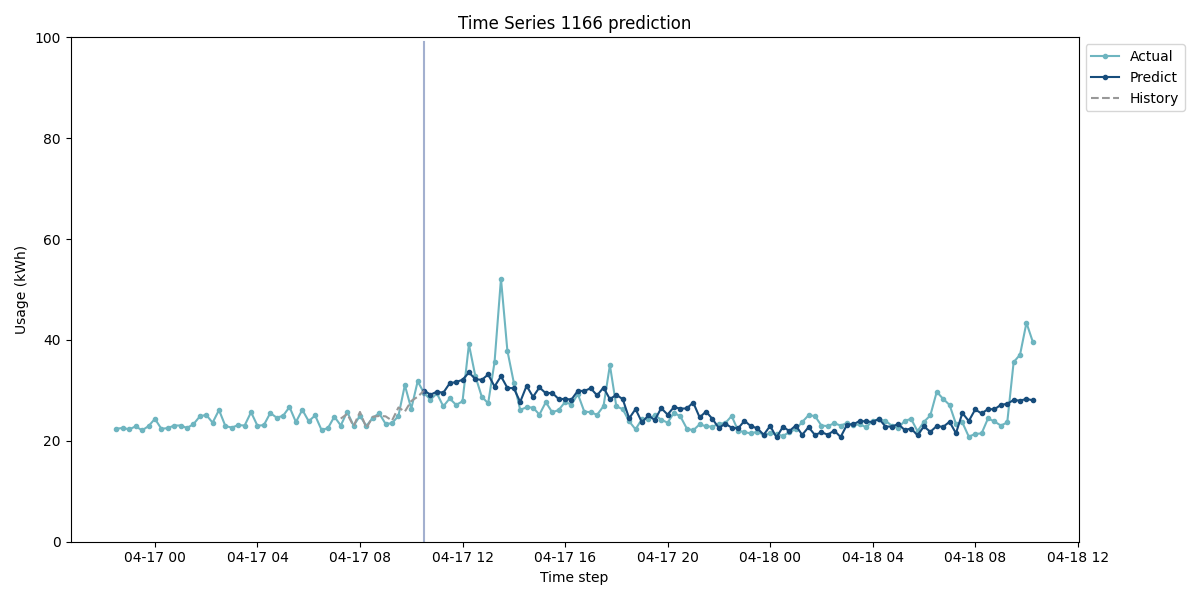 Time Series 1166 prediction
Usage (kWh)
100
80
60
40
20
0
04-17 00
04-17 04
04-17 08
04-17 12
04-17 16
04-17 20
04-18 00
04-18 04
04-18 08
04-18 12
Time step
Actual
Predict
History